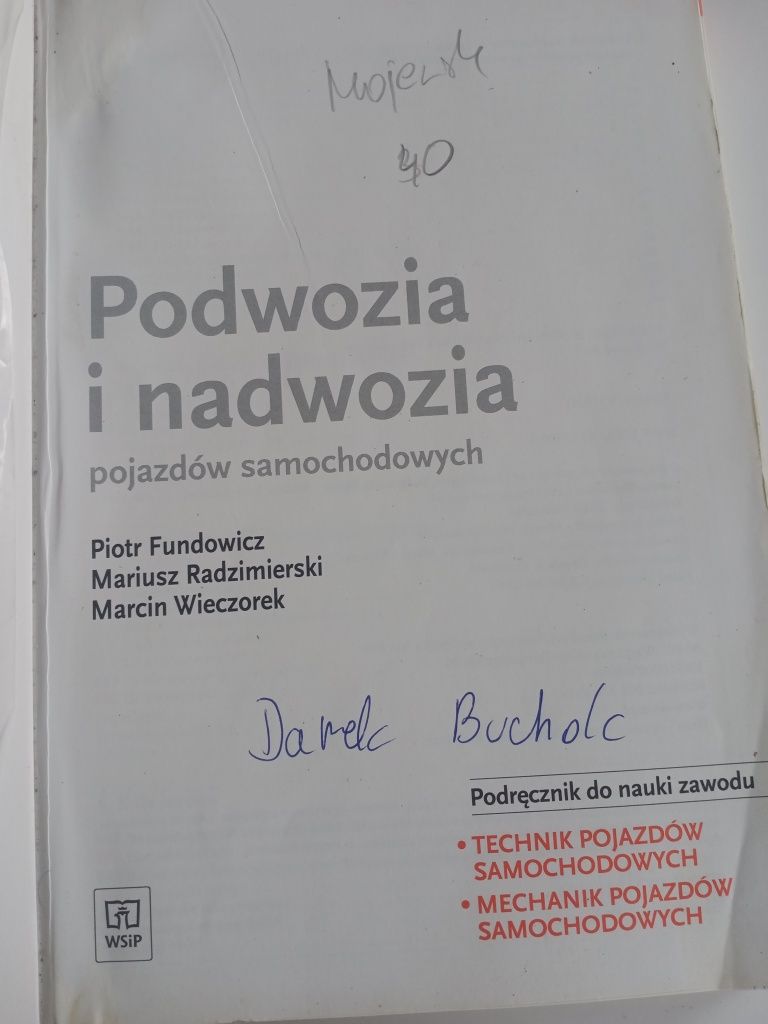 40
Podwozia
i nadwozia
pojazdów samochodowych
Piotr Fundowicz
Mariusz Radzimierski
Marcin Wieczorek
Darek Bucholc
Podręcznik do nauki zawodu
• TECHNIK POJAZDÓW
SAMOCHODOWYCH
• MECHANIK POJAZDÓW
SAMOCHODOWYCH
WSiP